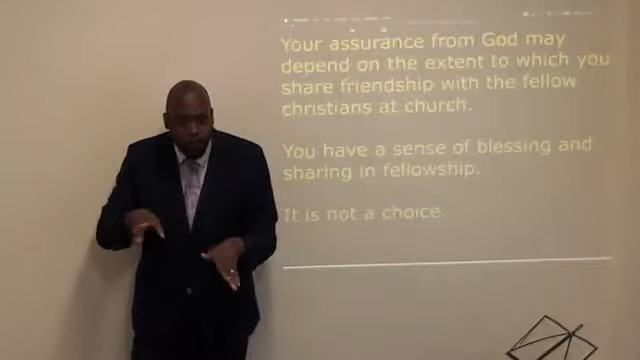 Your assurance from God may
depend on the extent to which you
share friendship with the fellow
christians at church.
You have a sense of blessing and
sharing in fellowship.
It is not a choice.